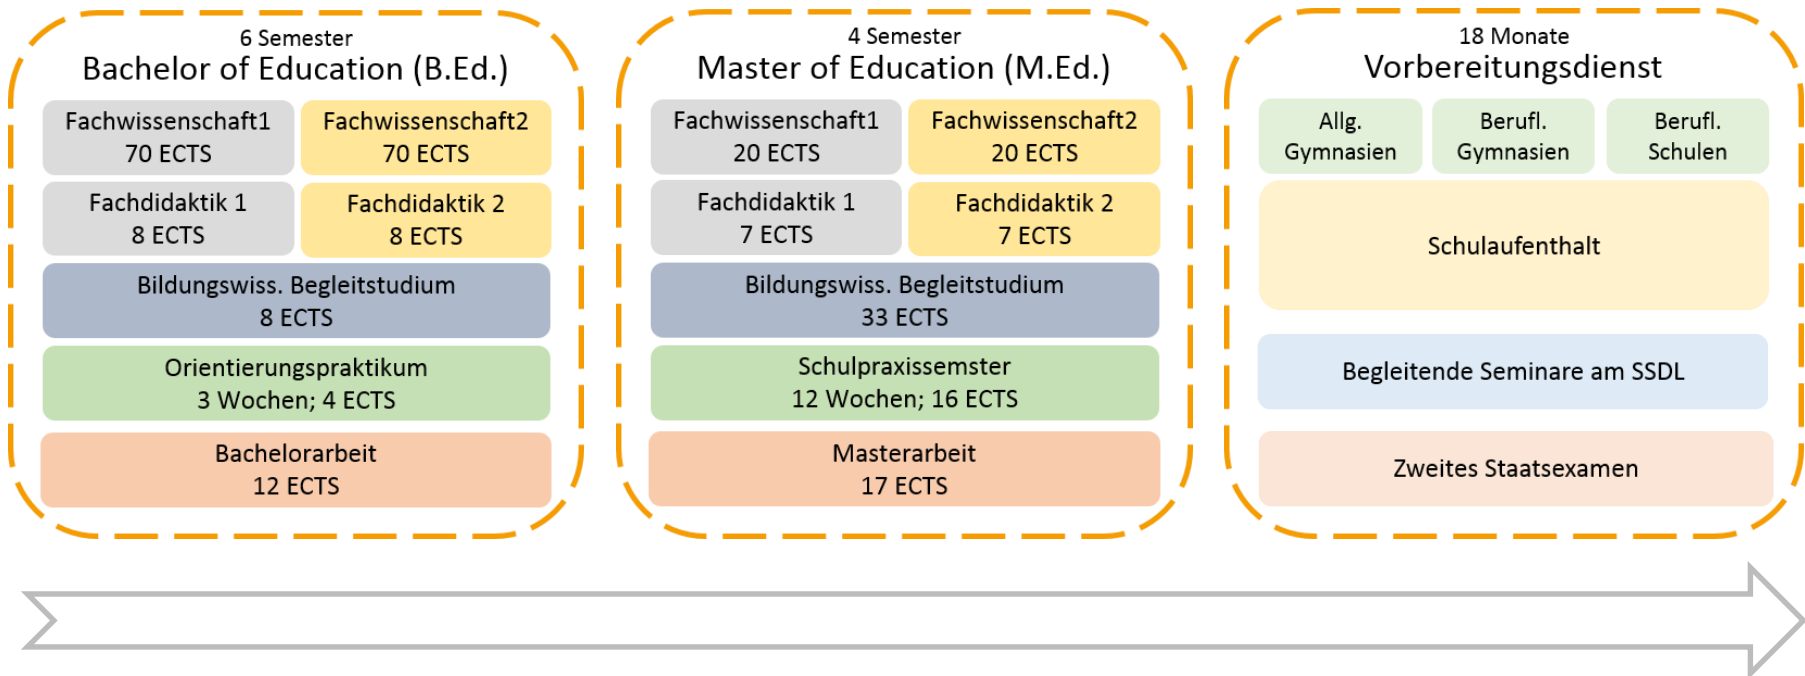 6 Semester
Bachelor of Education (B.Ed.)
Fachwissenschaft1
70 ECTS
Fachwissenschaft2
70 ECTS
Fachdidaktik 1
8 ECTS
Fachdidaktik 2
8 ECTS
Bildungswiss. Begleitstudium
8 ECTS
Orientierungspraktikum
3 Wochen; 4 ECTS
Bachelorarbeit
12 ECTS
4 Semester
Master of Education (M.Ed.)
Fachwissenschaft1
20 ECTS
Fachwissenschaft2
20 ECTS
Fachdidaktik 1
7 ECTS
Fachdidaktik 2
7 ECTS
Bildungswiss. Begleitstudium
33 ECTS
Schulpraxissemster
12 Wochen; 16 ECTS
Masterarbeit
17 ECTS
18 Monate
Vorbereitungsdienst
Allg.
Gymnasien
Berufl.
Gymnasien
Berufl.
Schulen
Schulaufenthalt
Begleitende Seminare am SSDL
Zweites Staatsexamen